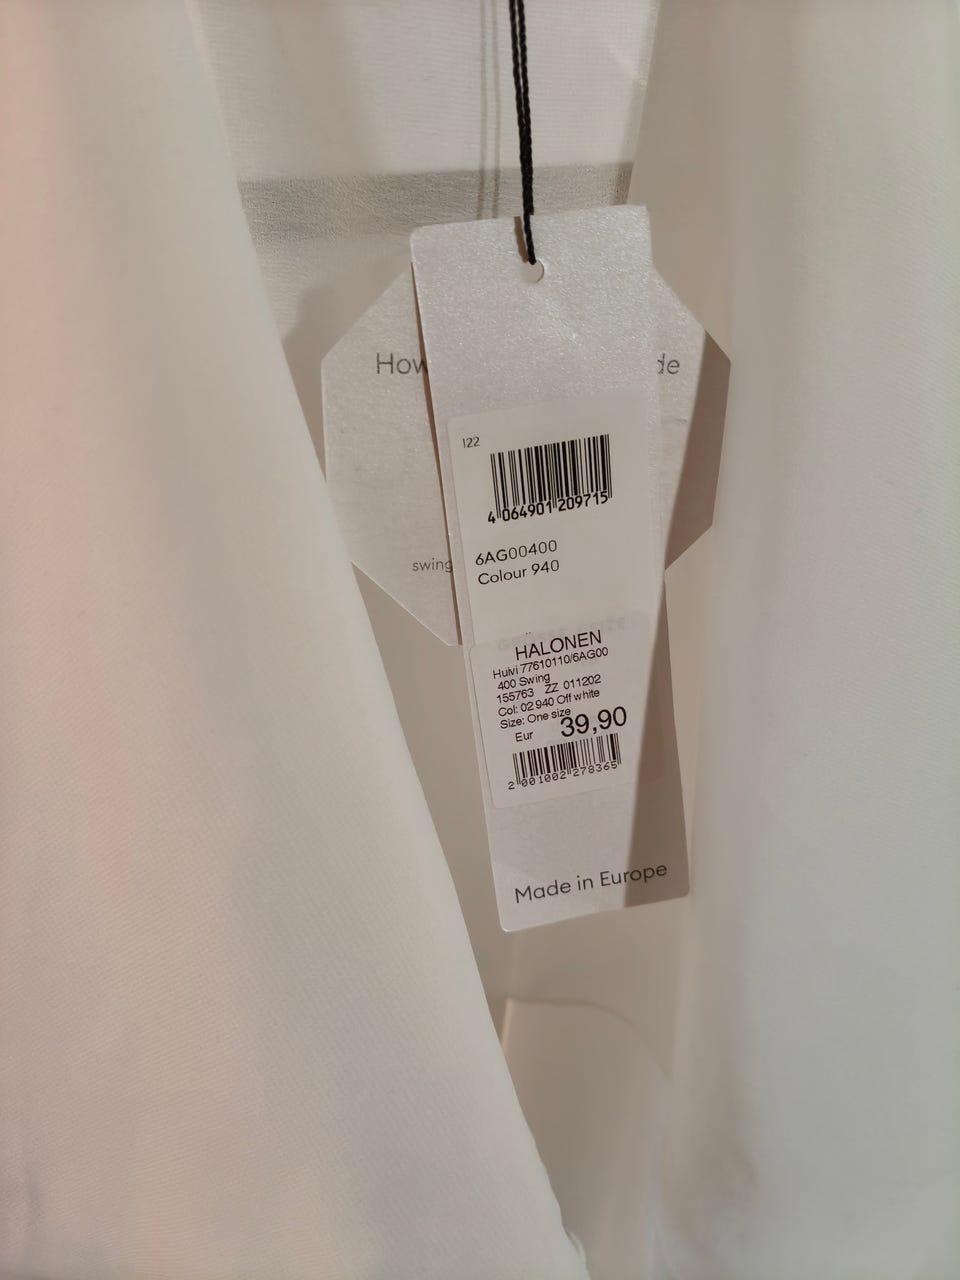 How
de
swing
122
4 064901 209715
6AG00400
Colour 940
HALONEN
Huivi 77610110/6AG00
400 Swing
155763 ZZ 011202
Col: 02 940 Off white
Size: One size
Eur 39,90
2 001002 278365
Made in Europe